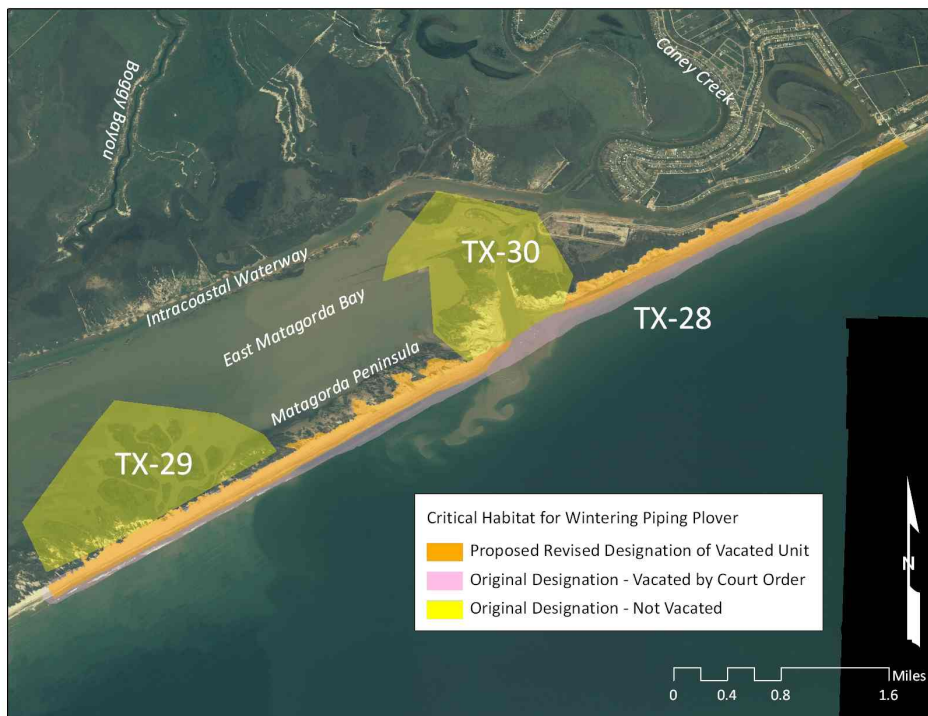 Boggy Bayou
Caney Creek
TX-30
Intracoastal Waterway
East Matagorda Bay
TX-28
Matagorda Peninsula
TX-29
Critical Habitat for Wintering Piping Plover
Proposed Revised Designation of Vacated Unit
Original Designation - Vacated by Court Order
Original Designation - Not Vacated
N
Miles
0 0.4 0.8 1.6